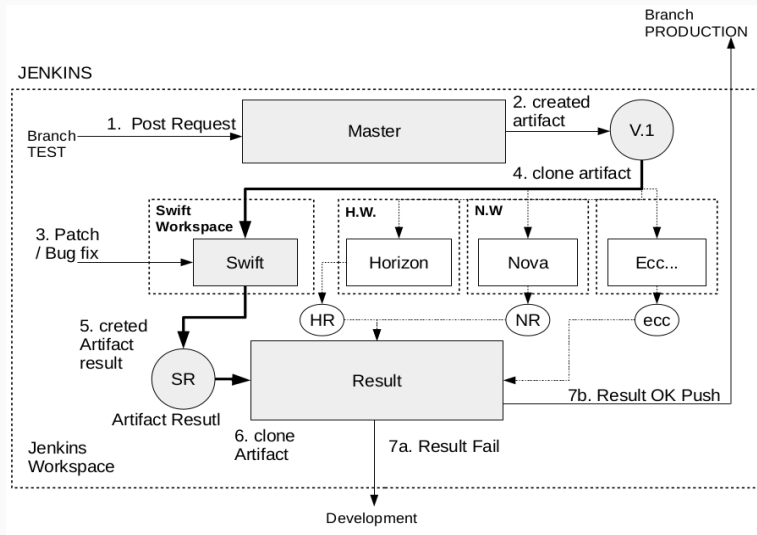 Branch
PRODUCTION
JENKINS
1. Post Request
Branch
TEST
Master
2. created
artifact
V.1
4. clone artifact
Swift
Workspace
H.W.
N.W
3. Patch
/ Bug fix
Swift
Horizon
Nova
Ecc...
HR
NR
ecc
5. creted
Artifact
result
SR
Result
Artifact Resutl
7b. Result OK Push
6. clone
Artifact
7a. Result Fail
Jenkins
Workspace
Development